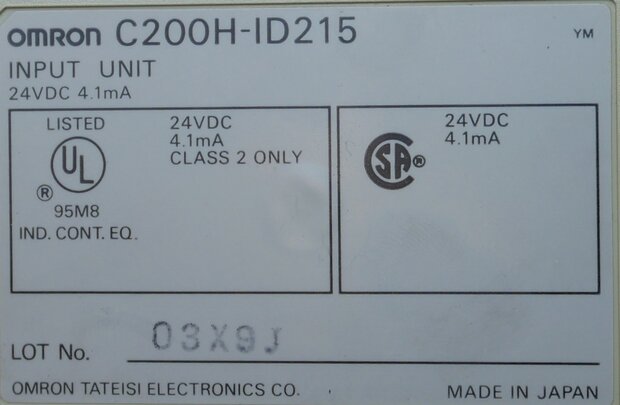 OMRON C200H-ID215
YM
INPUT UNIT
24VDC 4.1mA
LISTED
UL
®
95M8
IND. CONT. EQ.
24VDC
4.1mA
CLASS 2 ONLY
SA®
24VDC
4.1mA
LOT No. 03X9J
OMRON TATEISI ELECTRONICS CO.
MADE IN JAPAN